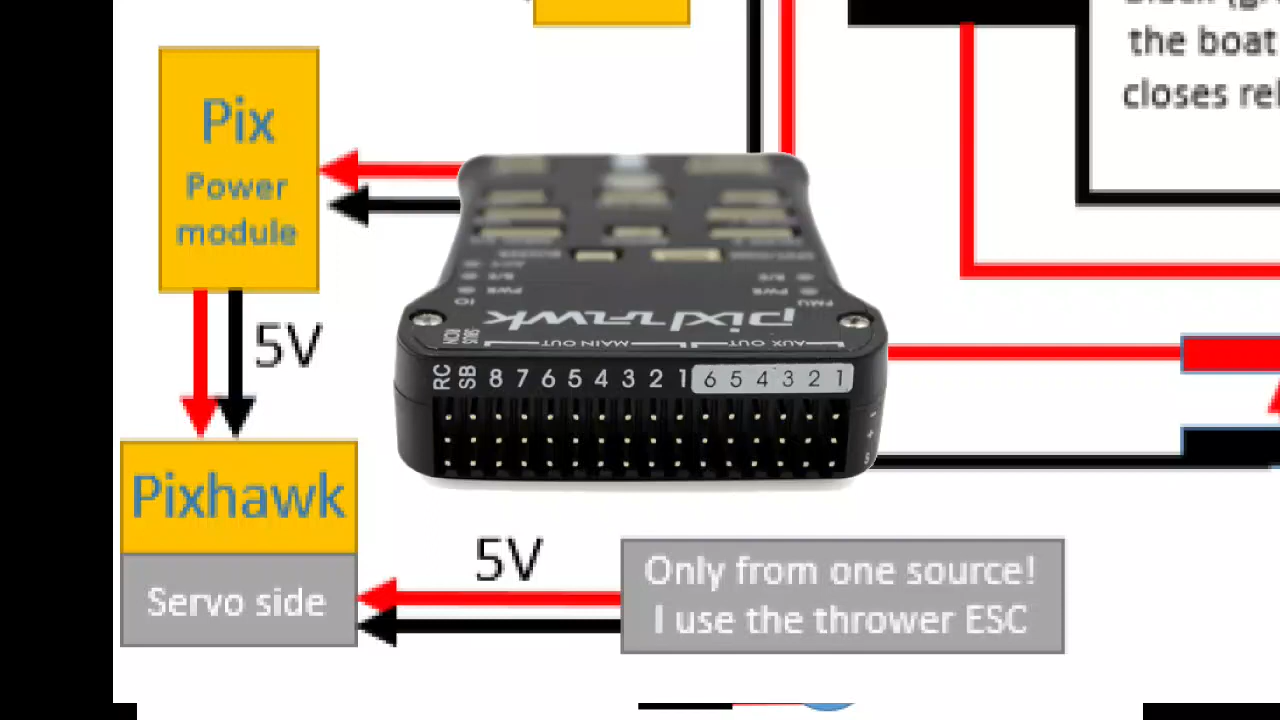 the boat
closes rel
Pix
Power
module
5V
pixhawk
MAIN OUT
AUX OUT
RC SB 8 7 6 5 4 3 2 1 6 5 4 3 2 1
Pixhawk
Servo side
5V
Only from one source!
I use the thrower ESC